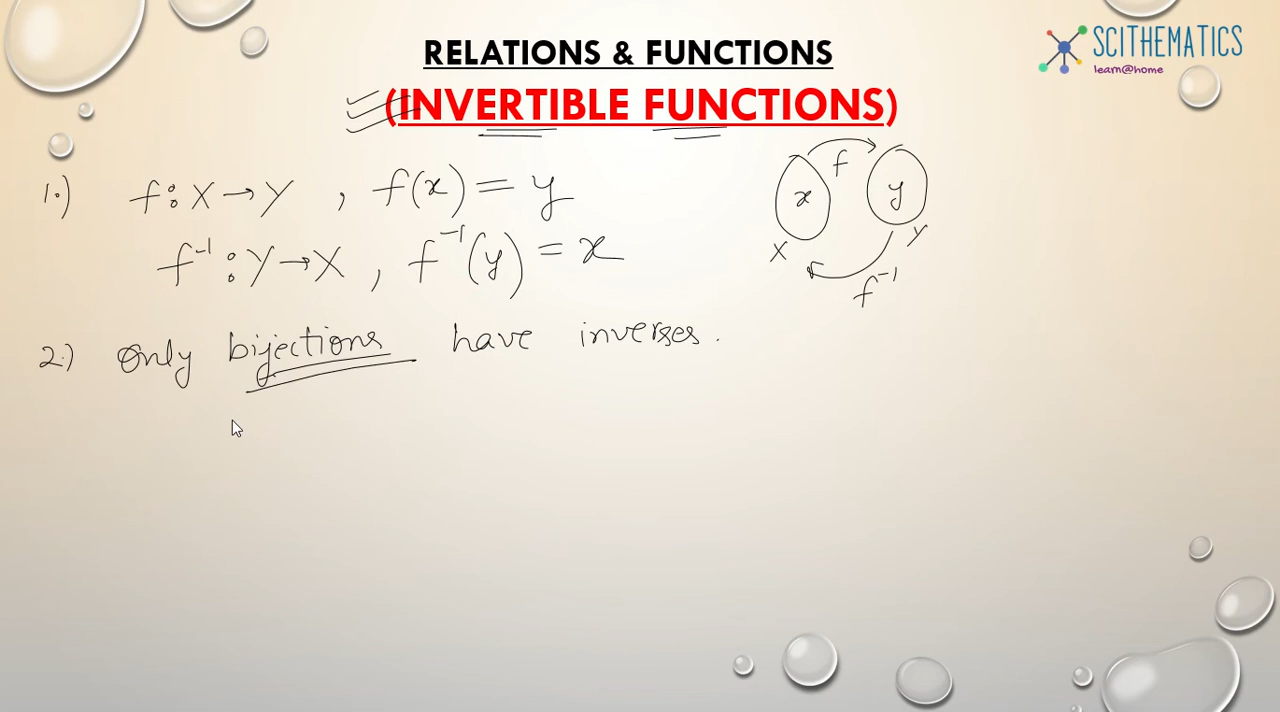 RELATIONS & FUNCTIONS
SCITHEMATICS
learn@home
(INVERTIBLE FUNCTIONS)
1.) f : X → Y , f(x) = y
f⁻¹ : Y → X , f⁻¹(y) = x
f
x y
X Y
f⁻¹
2.) Only bijections have inverses.